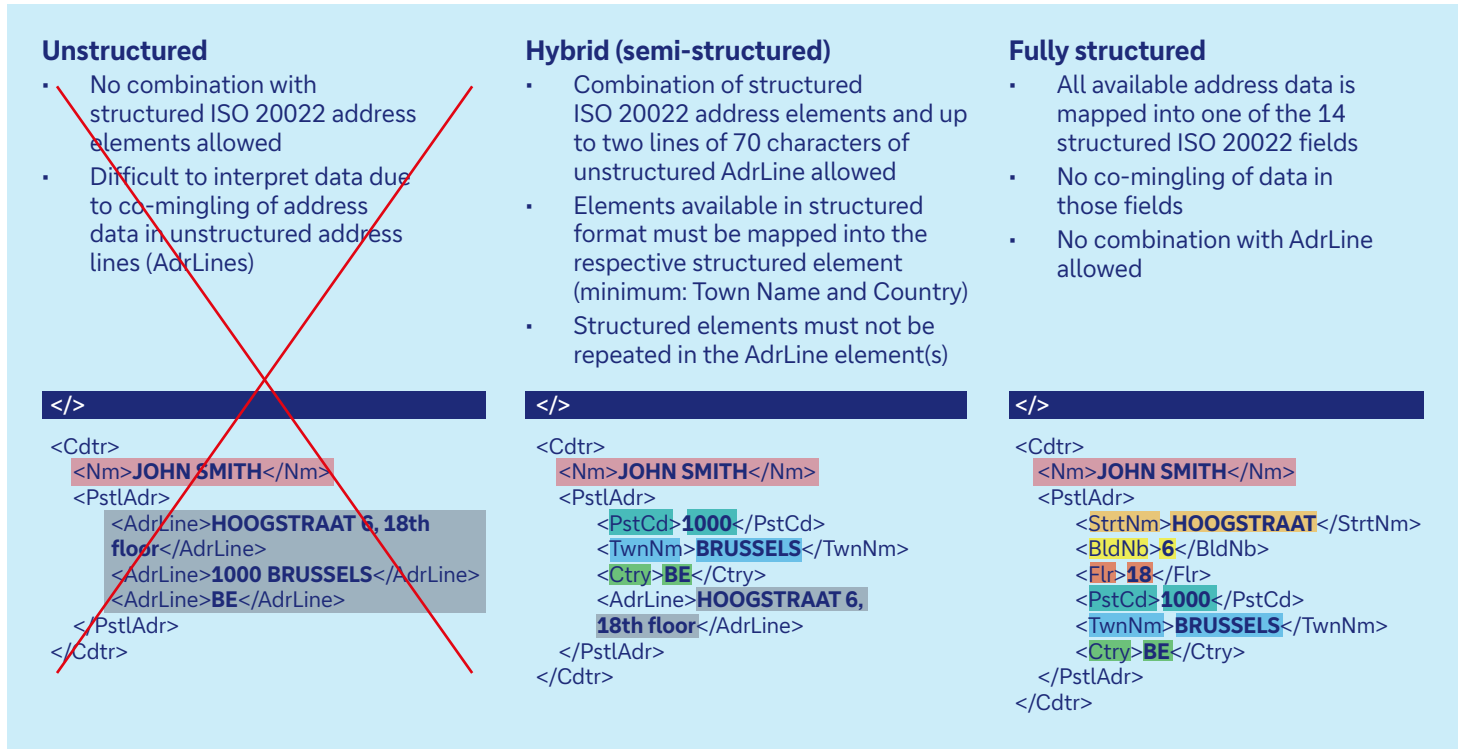 Unstructured
• No combination with
structured ISO 20022 address
elements allowed
• Difficult to interpret data due
to co-mingling of address
data in unstructured address
lines (AdrLines)
</>
<Cdtr>
<Nm>JOHN SMITH</Nm>
<PstlAdr>
<AdrLine>HOOGSTRAAT 6, 18th
floor</AdrLine>
<AdrLine>1000 BRUSSELS</AdrLine>
<AdrLine>BE</AdrLine>
</PstlAdr>
</Cdtr>
Hybrid (semi-structured)
• Combination of structured
ISO 20022 address elements and up
to two lines of 70 characters of
unstructured AdrLine allowed
• Elements available in structured
format must be mapped into the
respective structured element
(minimum: Town Name and Country)
• Structured elements must not be
repeated in the AdrLine element(s)
</>
<Cdtr>
<Nm>JOHN SMITH</Nm>
<PstlAdr>
<PstCd>1000</PstCd>
<TwnNm>BRUSSELS</TwnNm>
<Ctry>BE</Ctry>
<AdrLine>HOOGSTRAAT 6,
18th floor</AdrLine>
</PstlAdr>
</Cdtr>
Fully structured
• All available address data is
mapped into one of the 14
structured ISO 20022 fields
• No co-mingling of data in
those fields
• No combination with AdrLine
allowed
</>
<Cdtr>
<Nm>JOHN SMITH</Nm>
<PstlAdr>
<StrtNm>HOOGSTRAAT</StrtNm>
<BldNb>6</BldNb>
<Flr>18</Flr>
<PstCd>1000</PstCd>
<TwnNm>BRUSSELS</TwnNm>
<Ctry>BE</Ctry>
</PstlAdr>
</Cdtr>